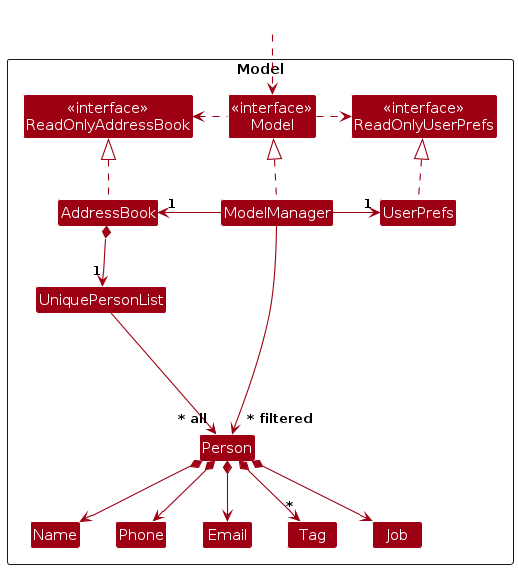 Model
«interface»
ReadOnlyAddressBook
«interface»
Model
«interface»
ReadOnlyUserPrefs
AddressBook
1
ModelManager
1
UserPrefs
1
UniquePersonList
* all
* filtered
Person
*
Name
Phone
Email
Tag
Job